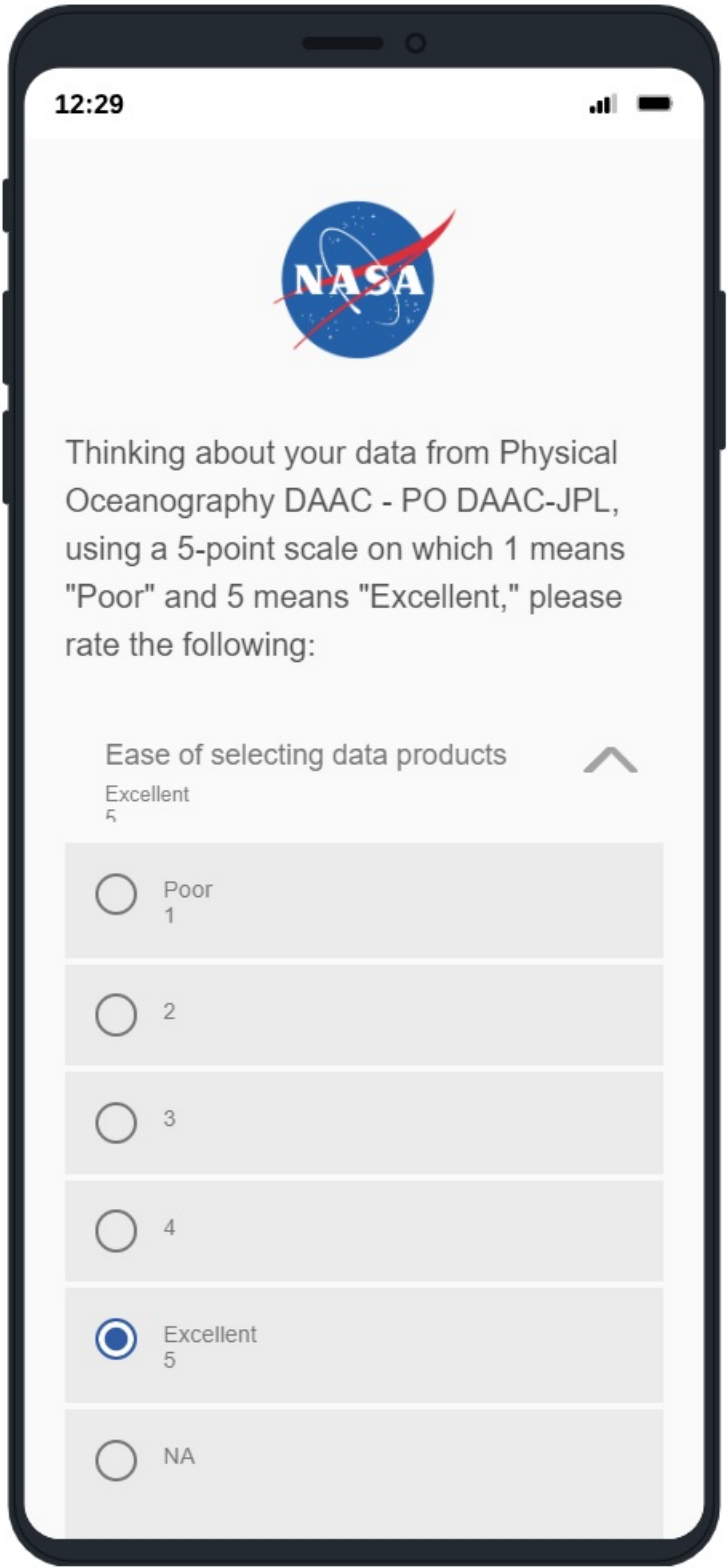 12:29
NASA
Thinking about your data from Physical
Oceanography DAAC - PO DAAC-JPL,
using a 5-point scale on which 1 means
"Poor" and 5 means "Excellent," please
rate the following:
Ease of selecting data products
Excellent
5
Poor
1
2
3
4
Excellent
5
NA